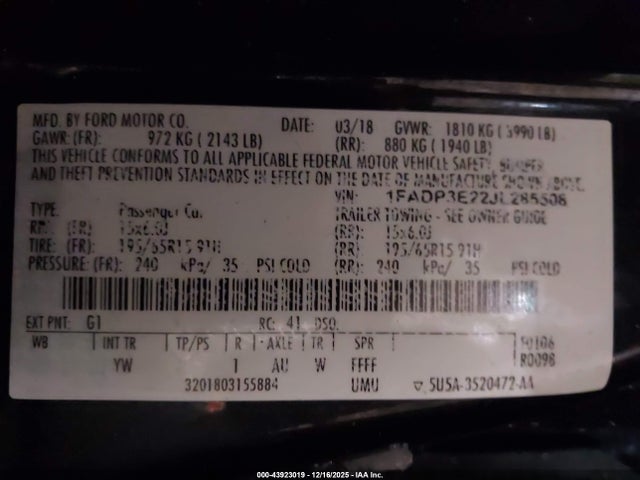 MFD. BY FORD MOTOR CO. DATE: 03/18 GVWR: 1810 KG ( 3990 LB)
GAWR: (FR): 972 KG ( 2143 LB) (RR): 880 KG ( 1940 LB)
THIS VEHICLE CONFORMS TO ALL APPLICABLE FEDERAL MOTOR VEHICLE SAFETY, BUMPER
AND THEFT PREVENTION STANDARDS IN EFFECT ON THE DATE OF MANUFACTURE SHOWN ABOVE.
VIN: 1FADP3E22JL285508
TYPE: Passenger Car TRAILER TOWING - SEE OWNER GUIDE
RIM: (FR) 15x6.0J (RR): 15x6.0J
TIRE: (FR) 195/65R15 91H (RR): 195/65R15 91H
PRESSURE: (FR): 240 kPa/ 35 PSI COLD (RR): 240 kPa/ 35 PSI COLD
EXT PNT: G1 RC: 41 DSO: F0106
WB INT TR TP/PS R AXLE TR SPR R0098
YW 1 AU W FFFF
3201803155884 UMU ▽ 5U5A-3520472-AA
000-43923019 - 12/16/2025 - IAA Inc.